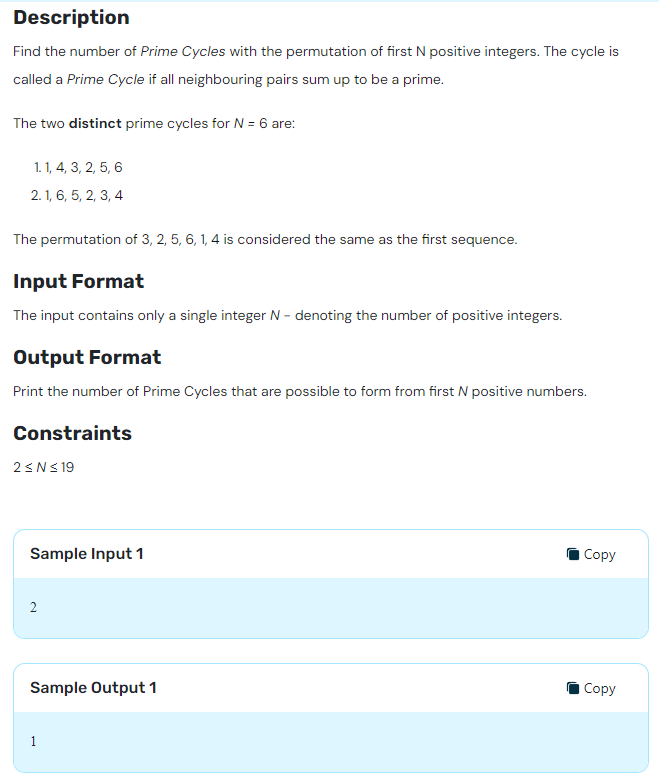 Description
Find the number of Prime Cycles with the permutation of first N positive integers. The cycle is
called a Prime Cycle if all neighbouring pairs sum up to be a prime.
The two distinct prime cycles for N = 6 are:
1. 1, 4, 3, 2, 5, 6
2. 1, 6, 5, 2, 3, 4
The permutation of 3, 2, 5, 6, 1, 4 is considered the same as the first sequence.
Input Format
The input contains only a single integer N - denoting the number of positive integers.
Output Format
Print the number of Prime Cycles that are possible to form from first N positive numbers.
Constraints
2 ≤ N ≤ 19
Sample Input 1
Copy
2
Sample Output 1
Copy
1